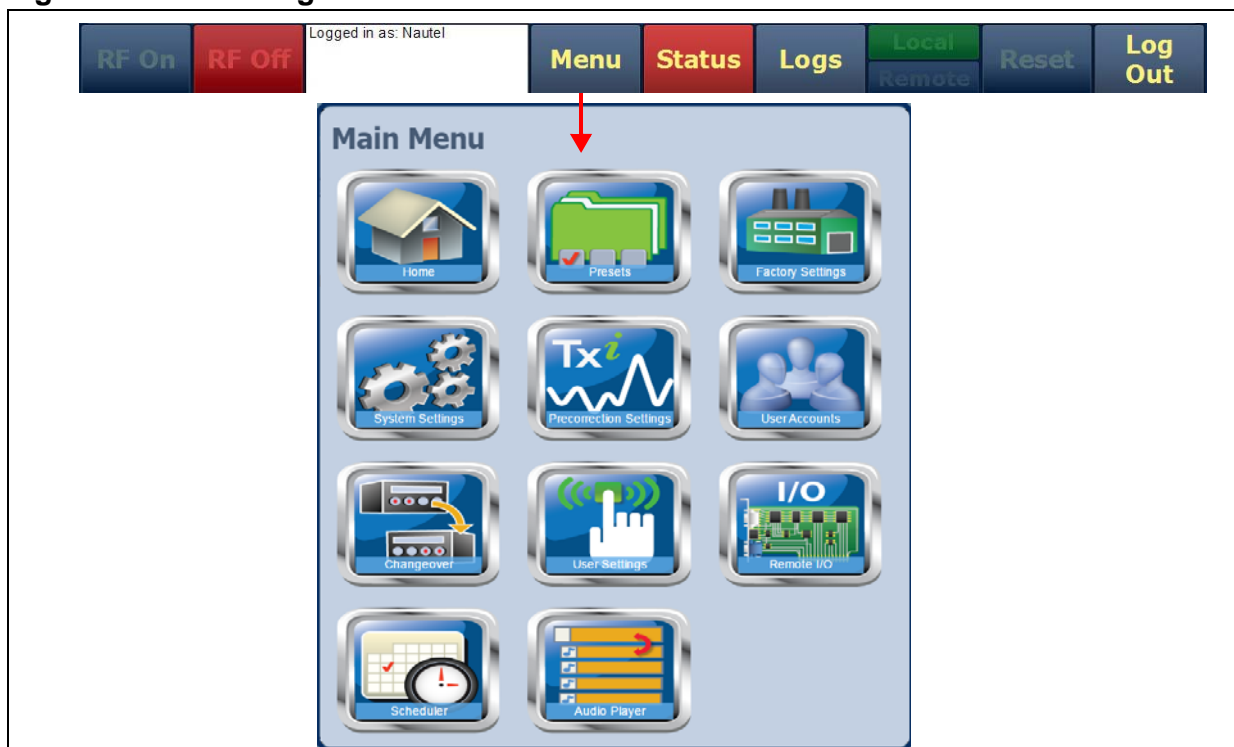 Logged in as: Nautel
RF On
RF Off
Menu
Status
Logs
Local
Remote
Reset
Log
Out
Main Menu
Home
Presets
Factory Settings
System Settings
Txi
Precorrection Settings
User Accounts
Changeover
User Settings
I/O
Remote I/O
Scheduler
Audio Player